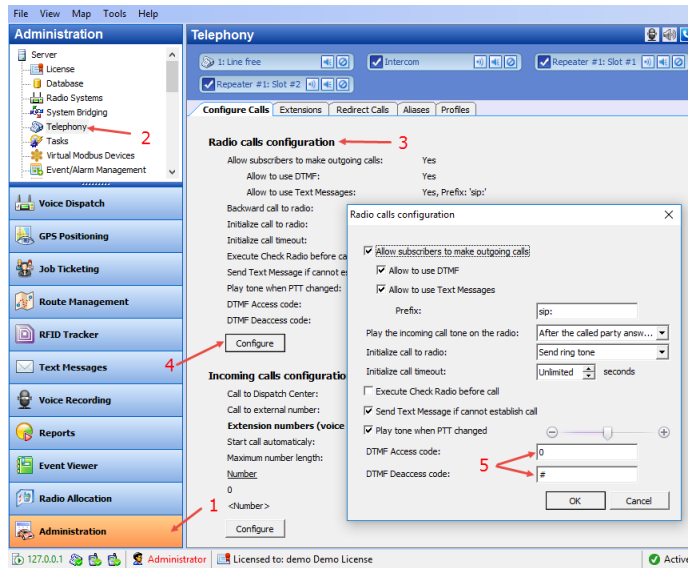 File View Map Tools Help
Administration
Server
License
Database
Radio Systems
System Bridging
Telephony
2
Tasks
Virtual Modbus Devices
Event/Alarm Management
Voice Dispatch
GPS Positioning
Job Ticketing
Route Management
RFID Tracker
Text Messages
Voice Recording
Reports
Event Viewer
Radio Allocation
1
Administration
Telephony
1: Line free
Intercom
Repeater #1: Slot #1
Repeater #1: Slot #2
Configure Calls Extensions Redirect Calls Aliases Profiles
Radio calls configuration 3
Allow subscribers to make outgoing calls: Yes
Allow to use DTMF: Yes
Allow to use Text Messages: Yes, Prefix: 'sip:'
Backward call to radio:
Initialize call to radio:
Initialize call timeout:
Execute Check Radio before ca
Send Text Message if cannot es
Play tone when PTT changed:
DTMF Access code:
DTMF Deaccess code:
4
Configure
Incoming calls configuratio
Call to Dispatch Center:
Call to external number:
Extension numbers (voice
Start call automaticaly:
Maximum number length:
Number
0
<Number>
Configure
Radio calls configuration
Allow subscribers to make outgoing calls
Allow to use DTMF
Allow to use Text Messages
Prefix: sip:
Play the incoming call tone on the radio: After the called party answ...
Initialize call to radio: Send ring tone
Initialize call timeout: Unlimited seconds
Execute Check Radio before call
Send Text Message if cannot establish call
Play tone when PTT changed
DTMF Access code: 0
5
DTMF Deaccess code: #
OK Cancel
127.0.0.1 Administrator Licensed to: demo Demo License Active